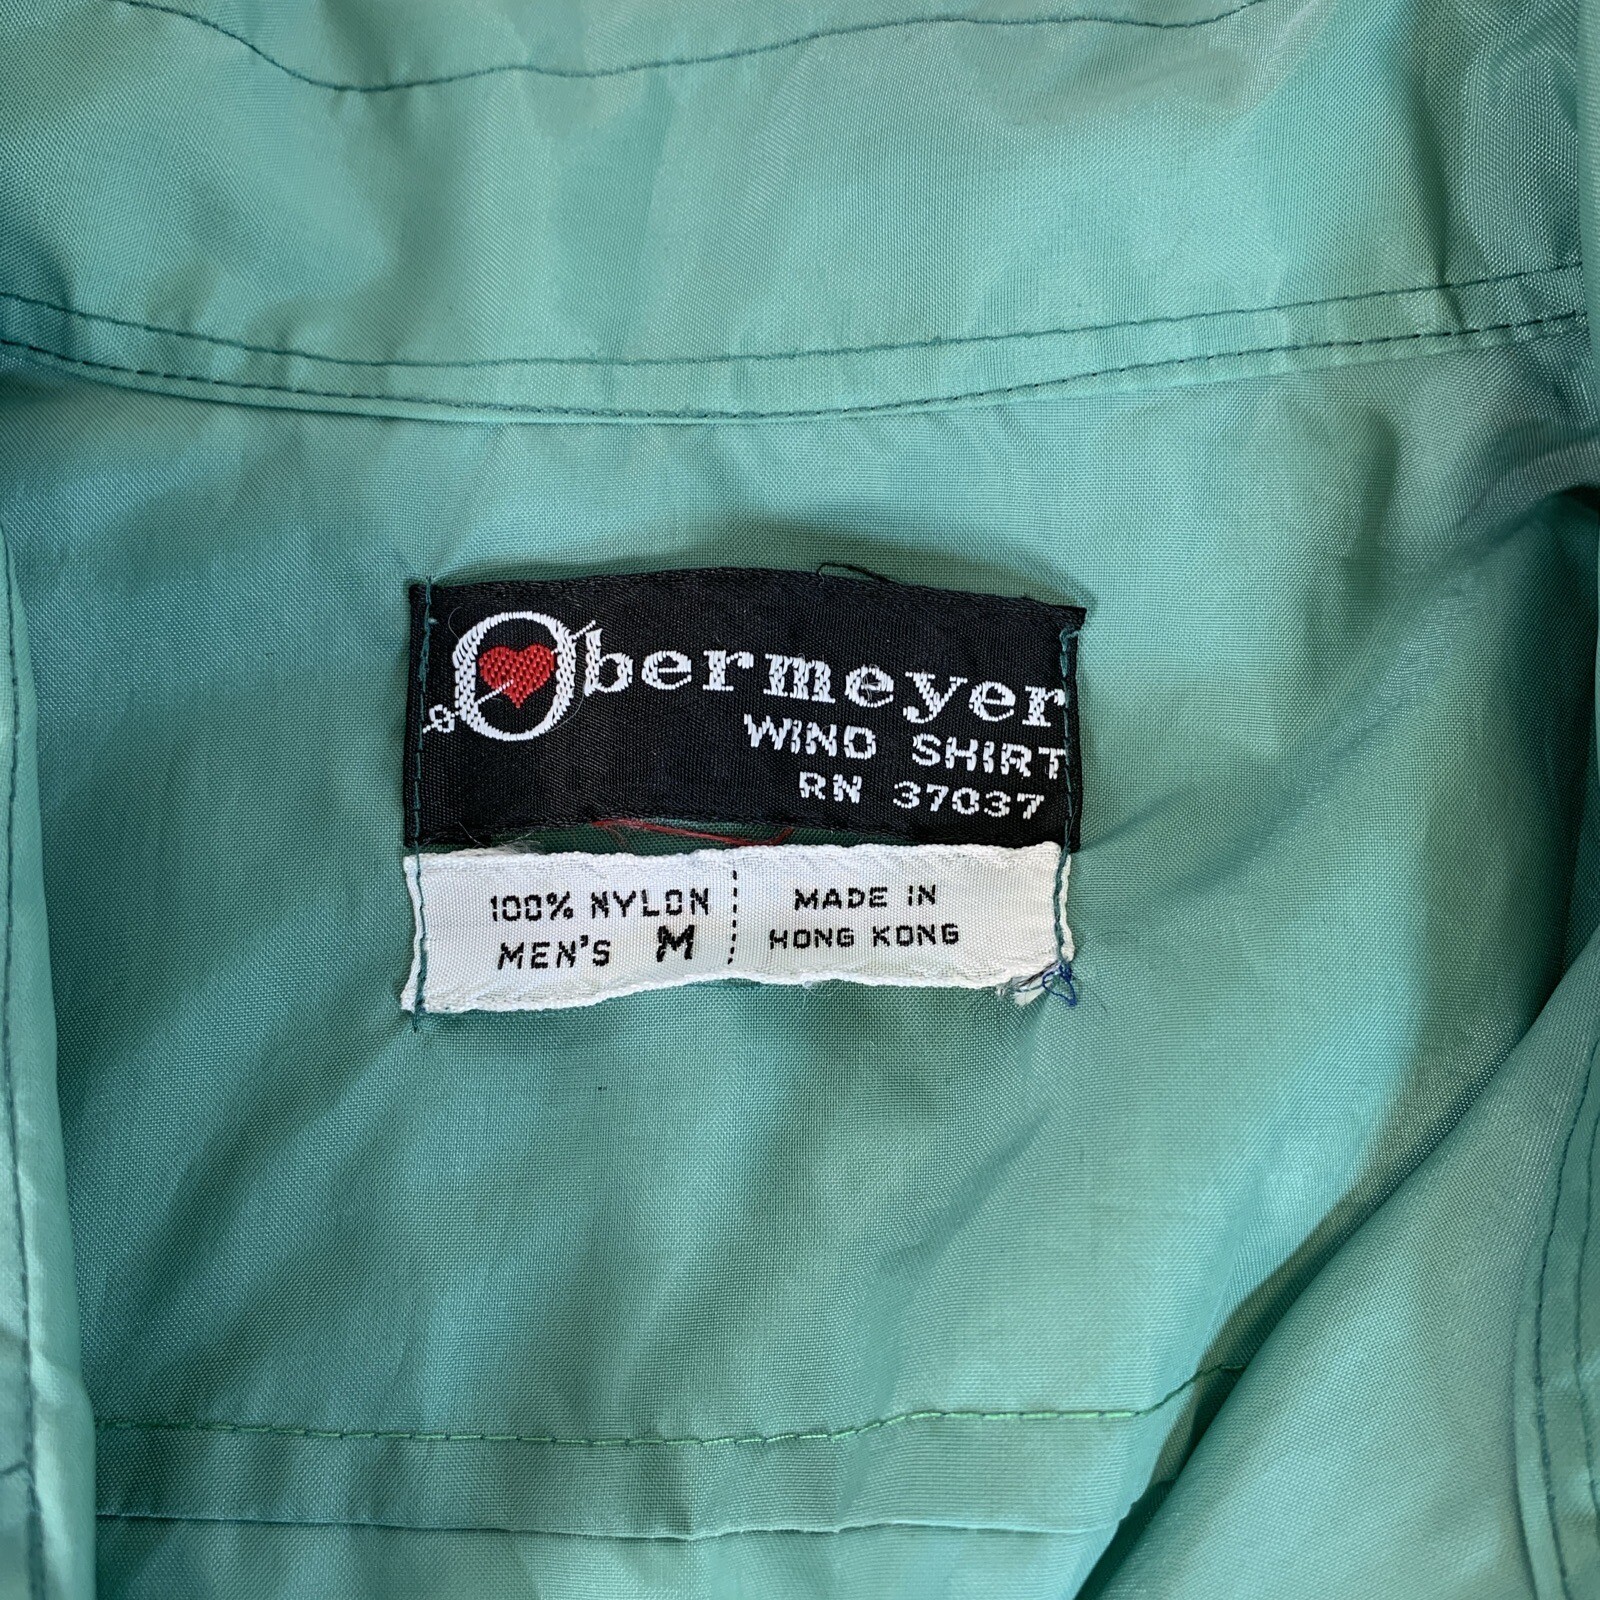 Obermeyer
WIND SHIRT
RN 37037
100% NYLON
MEN'S M
MADE IN
HONG KONG